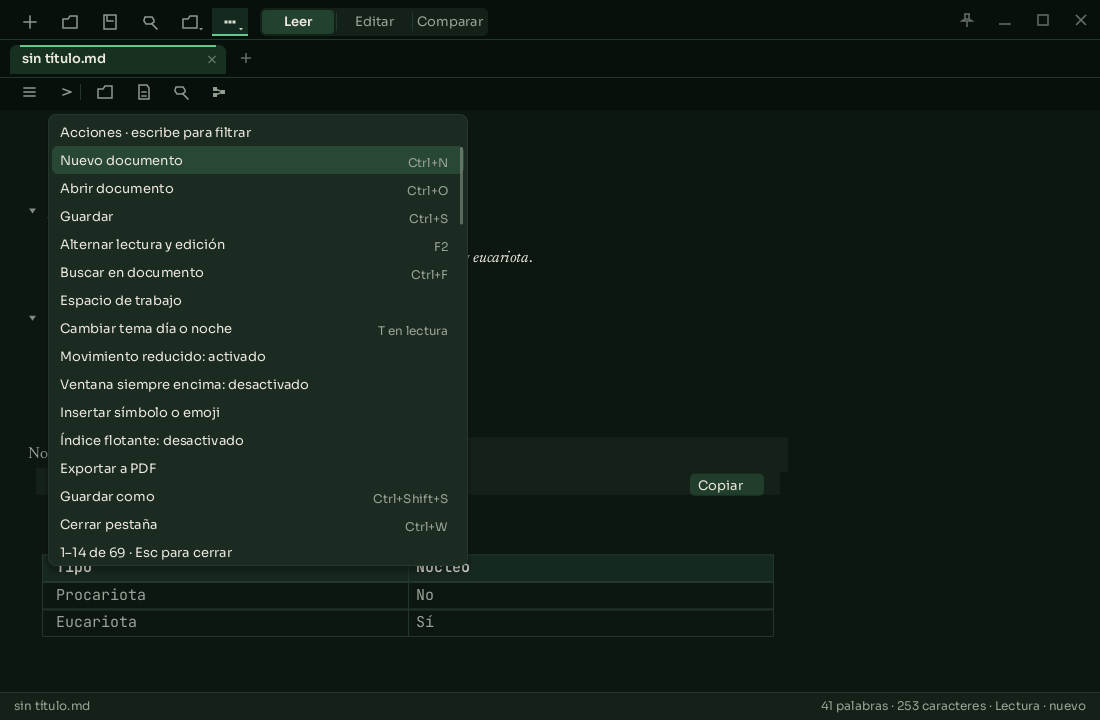 Leer
Editar
Comparar
sin título.md
Acciones · escribe para filtrar
Nuevo documento Ctrl+N
Abrir documento Ctrl+O
Guardar Ctrl+S
Alternar lectura y edición F2
eucariota.
Buscar en documento Ctrl+F
Espacio de trabajo
Cambiar tema día o noche T en lectura
Movimiento reducido: activado
Ventana siempre encima: desactivado
Insertar símbolo o emoji
Índice flotante: desactivado
No
Exportar a PDF
Copiar
Guardar como Ctrl+Shift+S
Cerrar pestaña Ctrl+W
1–14 de 69 · Esc para cerrar
Tipo Núcleo
Procariota No
Eucariota Sí
sin título.md 41 palabras · 253 caracteres · Lectura · nuevo